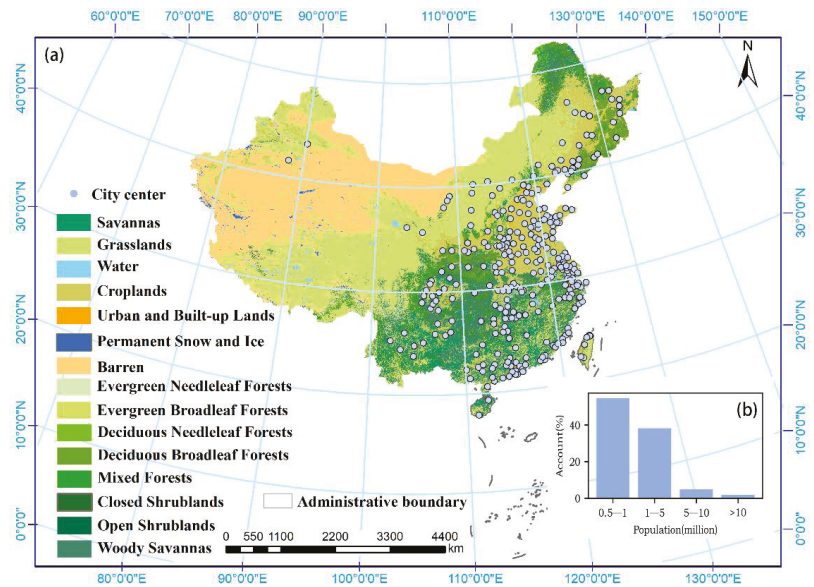 60°0'0"E 70°0'0"E 80°0'0"E 90°0'0"E 110°0'0"E 120°0'0"E 130°0'0"E 140°0'0"E 150°0'0"E
(a)
N
40°0'0"N
40°0'0"N
30°0'0"N
30°0'0"N
20°0'0"N
20°0'0"N
10°0'0"N
10°0'0"N
0°0'0"
0°0'0"
City center
Savannas
Grasslands
Water
Croplands
Urban and Built-up Lands
Permanent Snow and Ice
Barren
Evergreen Needleleaf Forests
Evergreen Broadleaf Forests
Deciduous Needleleaf Forests
Deciduous Broadleaf Forests
Mixed Forests
Closed Shrublands
Administrative boundary
Open Shrublands
Woody Savannas
0 550 1100 2200 3300 4400
km
(b)
Account(%)
40
20
0
0.5—1 1—5 5—10 >10
Population(million)
80°0'0"E 90°0'0"E 100°0'0"E 110°0'0"E 120°0'0"E 130°0'0"E